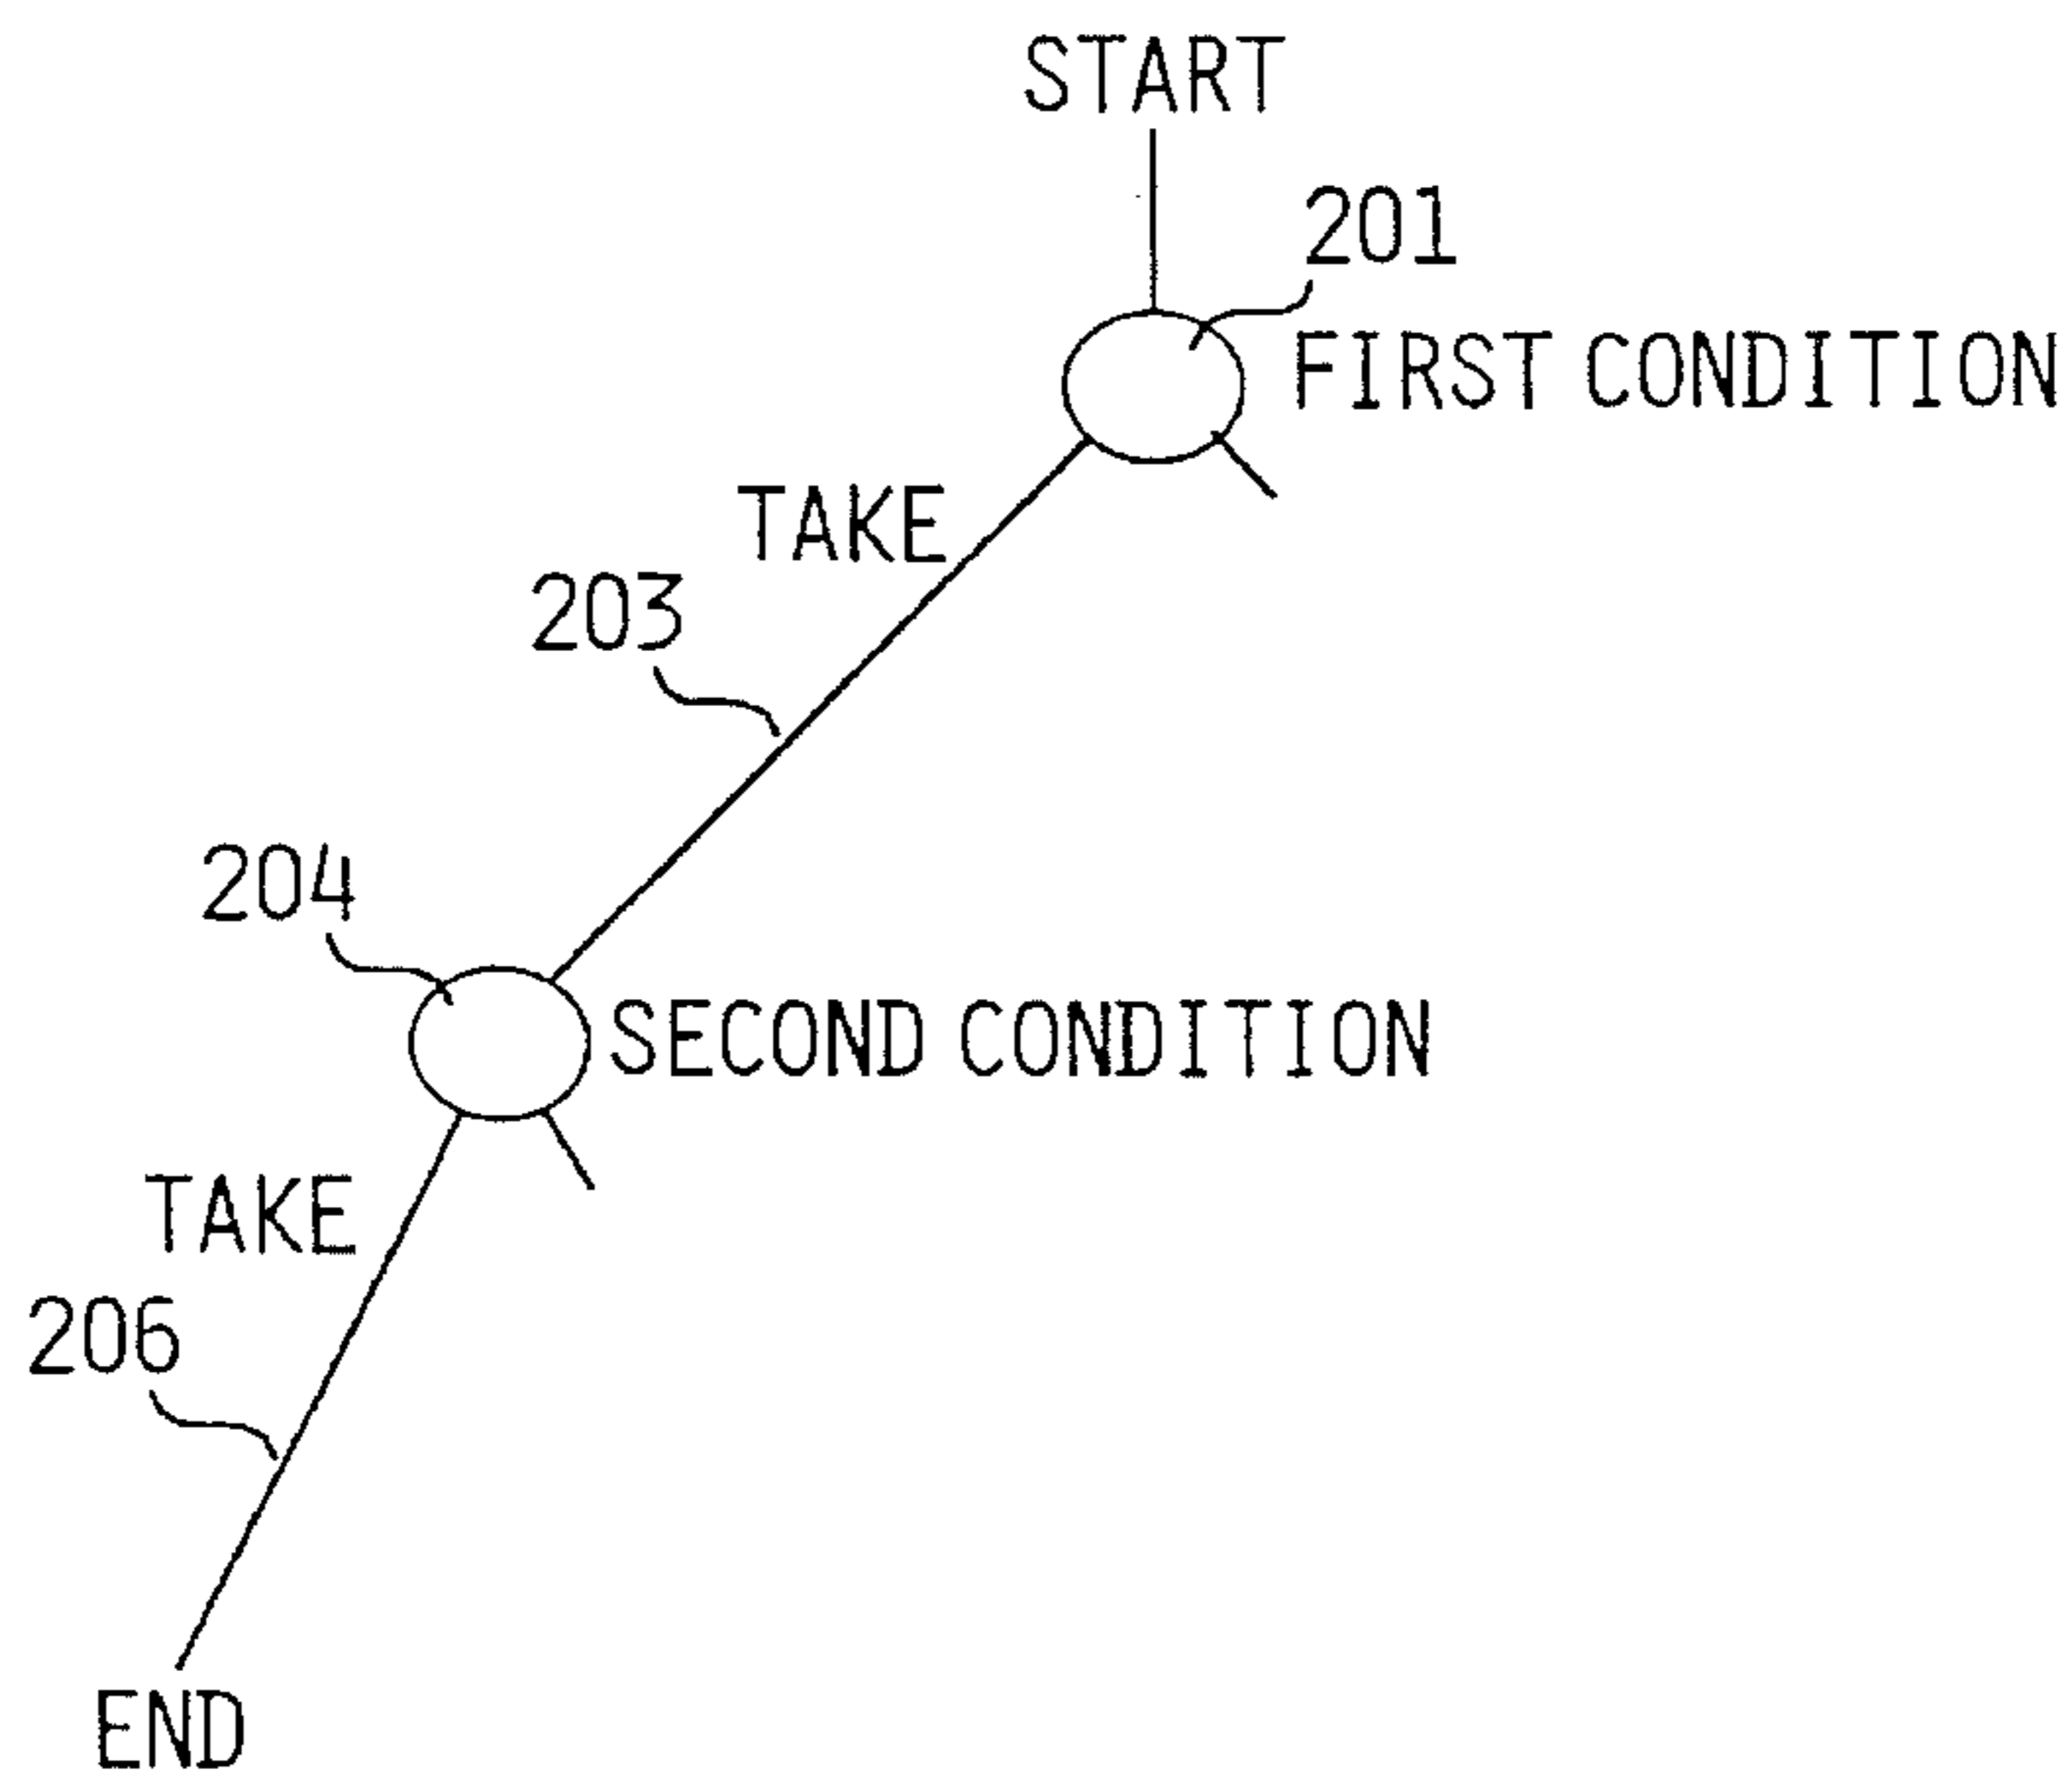 START
201
FIRST CONDITION
TAKE
203
204
SECOND CONDITION
TAKE
206
END